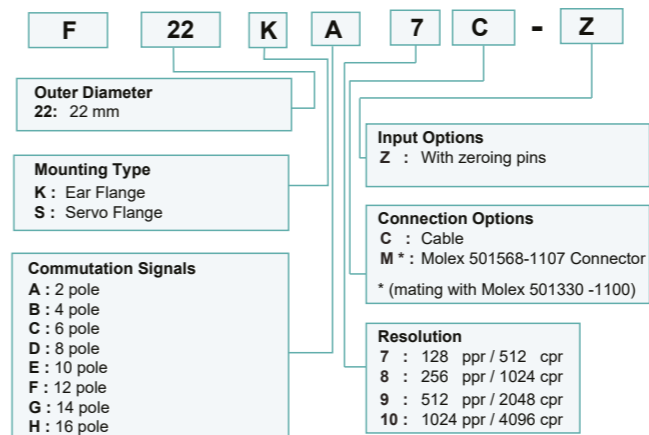 F 22 K A 7 C - Z
Outer Diameter
22: 22 mm
Mounting Type
K : Ear Flange
S : Servo Flange
Commutation Signals
A : 2 pole
B : 4 pole
C : 6 pole
D : 8 pole
E : 10 pole
F : 12 pole
G : 14 pole
H : 16 pole
Input Options
Z : With zeroing pins
Connection Options
C : Cable
M * : Molex 501568-1107 Connector
* (mating with Molex 501330 -1100)
Resolution
7 : 128 ppr / 512 cpr
8 : 256 ppr / 1024 cpr
9 : 512 ppr / 2048 cpr
10 : 1024 ppr / 4096 cpr